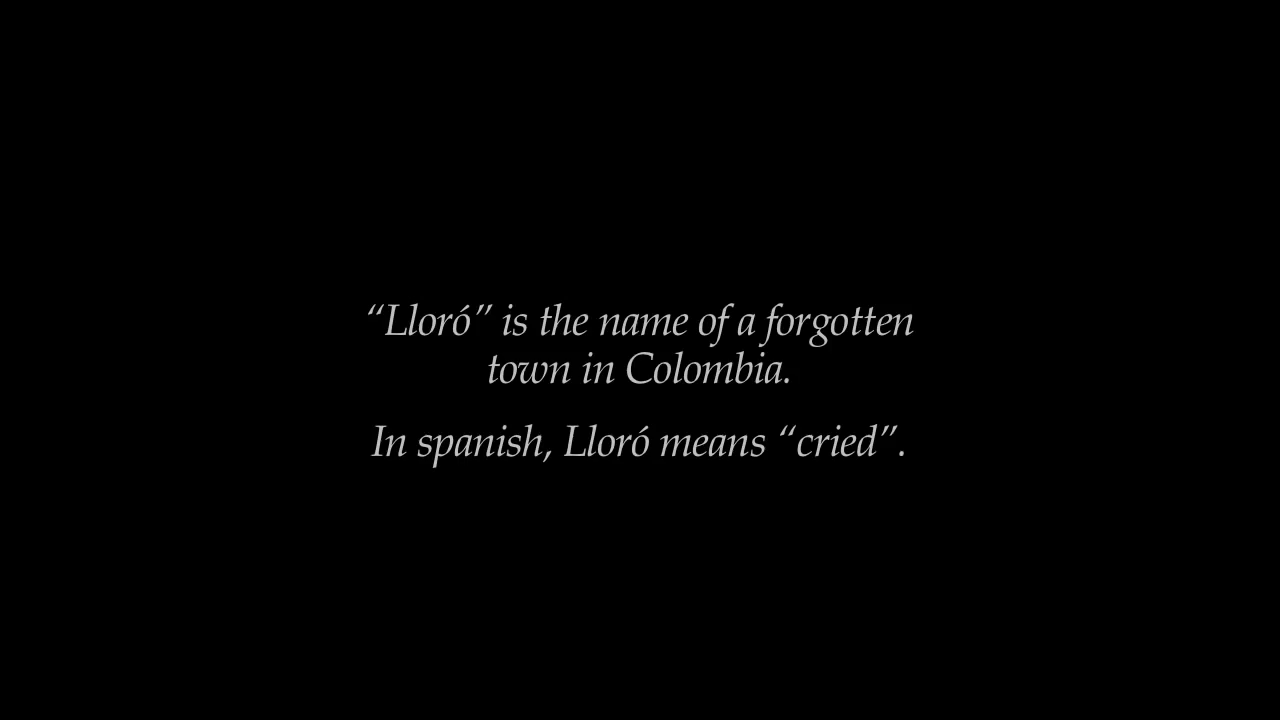 “Lloró” is the name of a forgotten
town in Colombia.
In spanish, Lloró means “cried”.